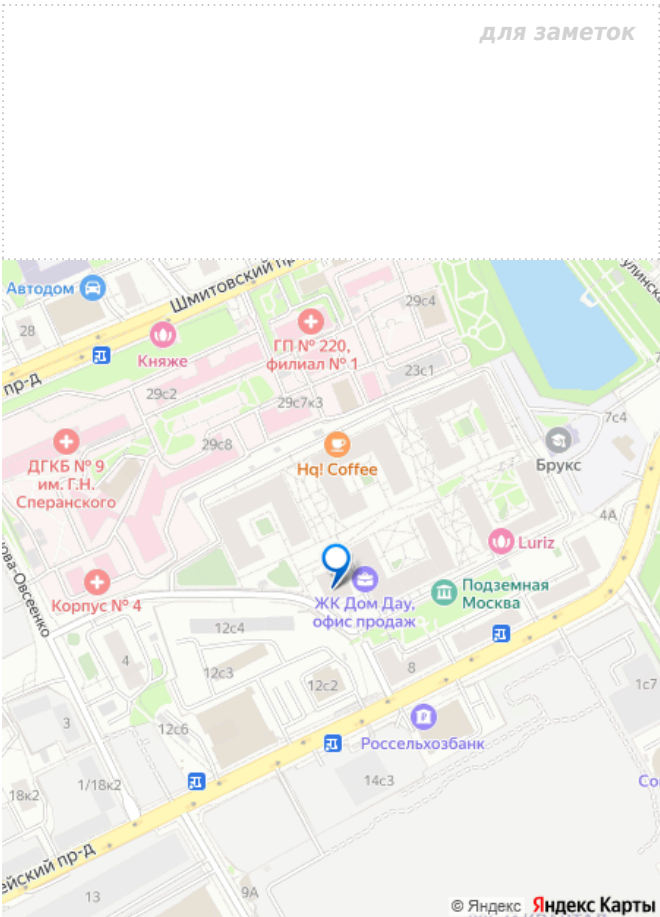 для заметок
Автодом
Шмитовский пр
28
Княже
пр-д
ГП № 220,
филиал № 1
29с4
23с1
29с2
29с7к3
29с8
7с4
ДГКБ № 9
им. Г.Н.
Сперанского
Hq! Coffee
Брукс
4А
Luriz
ова-Овсеенко
Корпус № 4
ЖК Дом Дау,
офис продаж
Подземная
Москва
12с4
4
12с3
12с2
8
1с7
3
12с6
Россельхозбанк
1/18к2
18к2
14с3
ейский пр-д
13
9А
© Яндекс Яндекс Карты